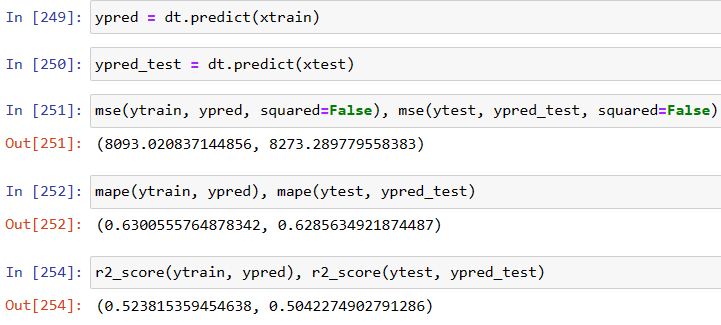 In [249]: ypred = dt.predict(xtrain)
In [250]: ypred_test = dt.predict(xtest)
In [251]: mse(ytrain, ypred, squared=False), mse(ytest, ypred_test, squared=False)
Out[251]: (8093.020837144856, 8273.289779558383)
In [252]: mape(ytrain, ypred), mape(ytest, ypred_test)
Out[252]: (0.6300555764878342, 0.6285634921874487)
In [254]: r2_score(ytrain, ypred), r2_score(ytest, ypred_test)
Out[254]: (0.523815359454638, 0.5042274902791286)